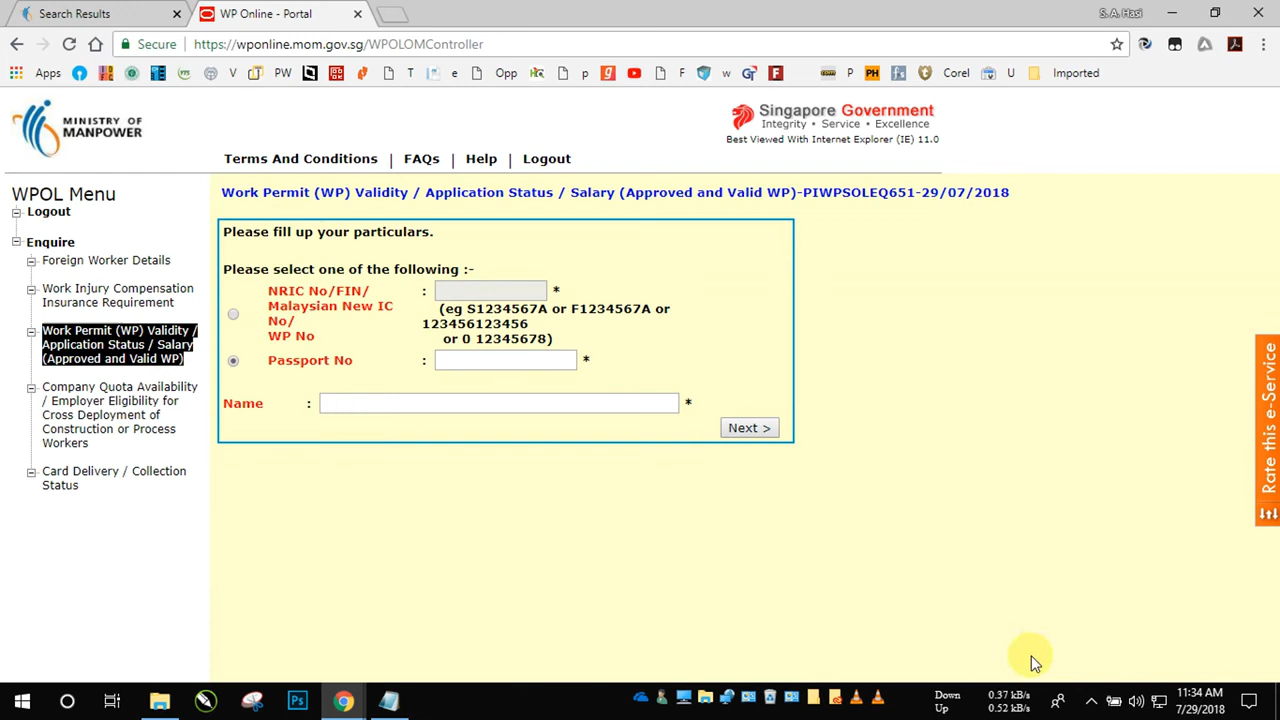 Search Results
WP Online - Portal
S. A. Hasi
Secure
https://wponline.mom.gov.sg/WPOLOMController
Apps V T PW T e Opp p F w P PH Corel U Imported
MINISTRY OF
MANPOWER
Singapore Government
Integrity • Service • Excellence
Best Viewed With Internet Explorer (IE) 11.0
Terms And Conditions | FAQs | Help | Logout
WPOL Menu
Logout
Enquire
Foreign Worker Details
Work Injury Compensation
Insurance Requirement
Work Permit (WP) Validity /
Application Status / Salary
(Approved and Valid WP)
Company Quota Availability
/ Employer Eligibility for
Cross Deployment of
Construction or Process
Workers
Card Delivery / Collection
Status
Work Permit (WP) Validity / Application Status / Salary (Approved and Valid WP)-PIWPSOLEQ651-29/07/2018
Please fill up your particulars.
Please select one of the following :-
NRIC No/FIN/ : *
Malaysian New IC (eg S1234567A or F1234567A or
No/ 123456123456
WP No or 0 12345678)
Passport No : *
Name : *
Next >
Rate this e-Service
Ps
Down 0.37 kB/s
Up 0.52 kB/s
11:34 AM
7/29/2018